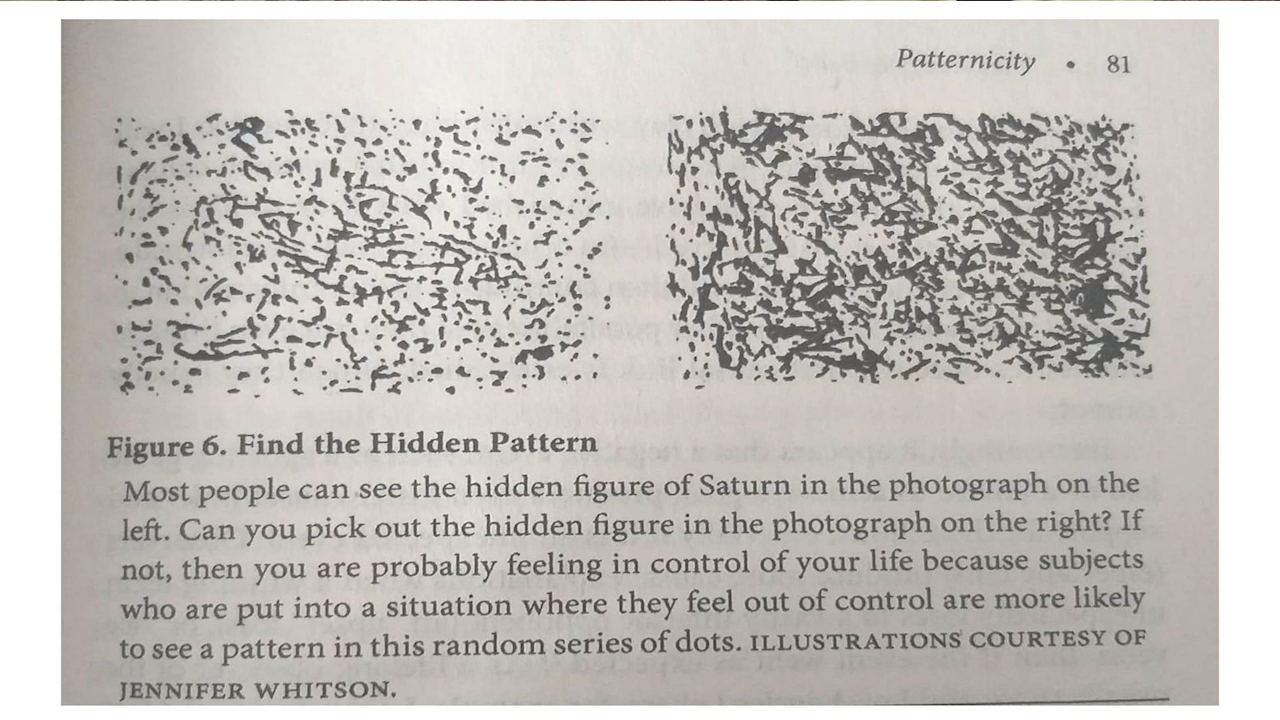 Patternicity • 81
Figure 6. Find the Hidden Pattern
Most people can see the hidden figure of Saturn in the photograph on the
left. Can you pick out the hidden figure in the photograph on the right? If
not, then you are probably feeling in control of your life because subjects
who are put into a situation where they feel out of control are more likely
to see a pattern in this random series of dots. ILLUSTRATIONS COURTESY OF
JENNIFER WHITSON.